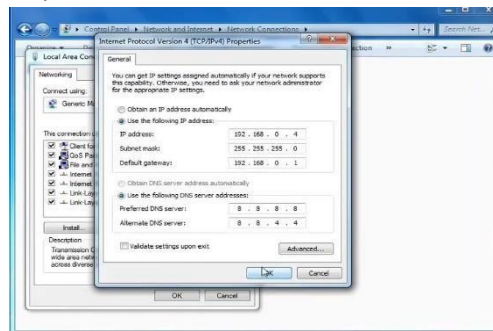 Control Panel ▸ Network and Internet ▸ Network Connections ▸
Search Net
Local Area Con
Networking
Connect using:
Generic M
This connection u
Client for
QoS Pa
File and
Internet
Internet
Link-Lay
Link-Lay
Install...
Description
Transmission C
wide area netw
across diverse
OK
Cancel
Internet Protocol Version 4 (TCP/IPv4) Properties
General
You can get IP settings assigned automatically if your network supports
this capability. Otherwise, you need to ask your network administrator
for the appropriate IP settings.
Obtain an IP address automatically
Use the following IP address:
IP address: 192 . 168 . 0 . 4
Subnet mask: 255 . 255 . 255 . 0
Default gateway: 192 . 168 . 0 . 1
Obtain DNS server address automatically
Use the following DNS server addresses:
Preferred DNS server: 8 . 8 . 8 . 8
Alternate DNS server: 8 . 8 . 4 . 4
Validate settings upon exit
Advanced...
OK
Cancel